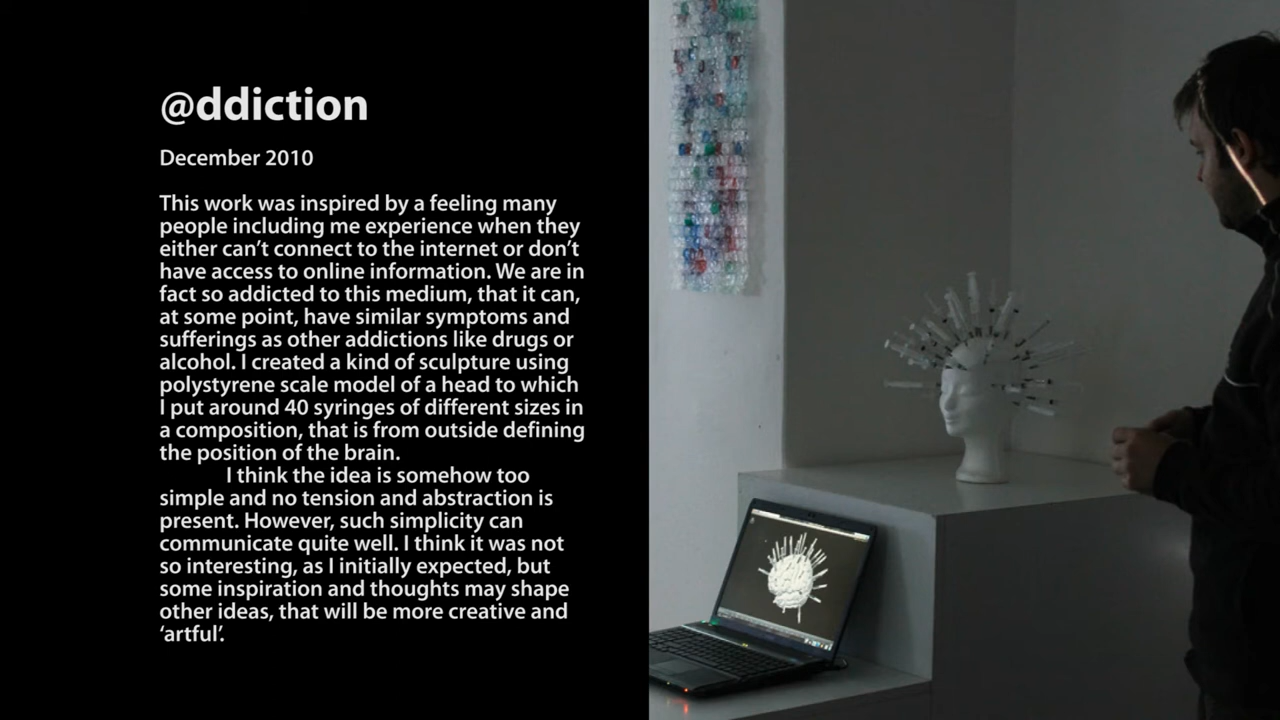 @ddiction
December 2010
This work was inspired by a feeling many
people including me experience when they
either can’t connect to the internet or don’t
have access to online information. We are in
fact so addicted to this medium, that it can,
at some point, have similar symptoms and
sufferings as other addictions like drugs or
alcohol. I created a kind of sculpture using
polystyrene scale model of a head to which
I put around 40 syringes of different sizes in
a composition, that is from outside defining
the position of the brain.
I think the idea is somehow too
simple and no tension and abstraction is
present. However, such simplicity can
communicate quite well. I think it was not
so interesting, as I initially expected, but
some inspiration and thoughts may shape
other ideas, that will be more creative and
‘artful’.